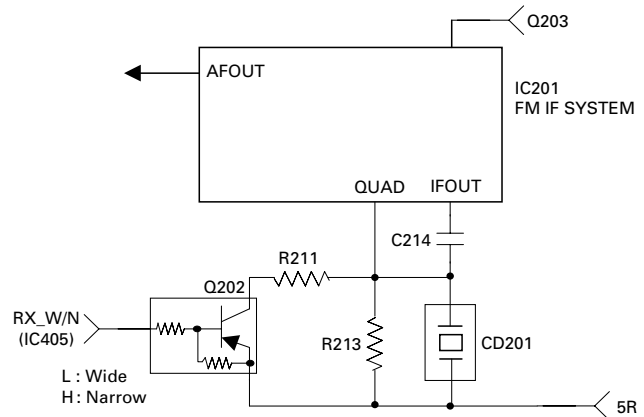 Q203
AFOUT
IC201
FM IF SYSTEM
QUAD
IFOUT
C214
R211
Q202
RX_W/N
(IC405)
R213
CD201
L : Wide
H : Narrow
5R